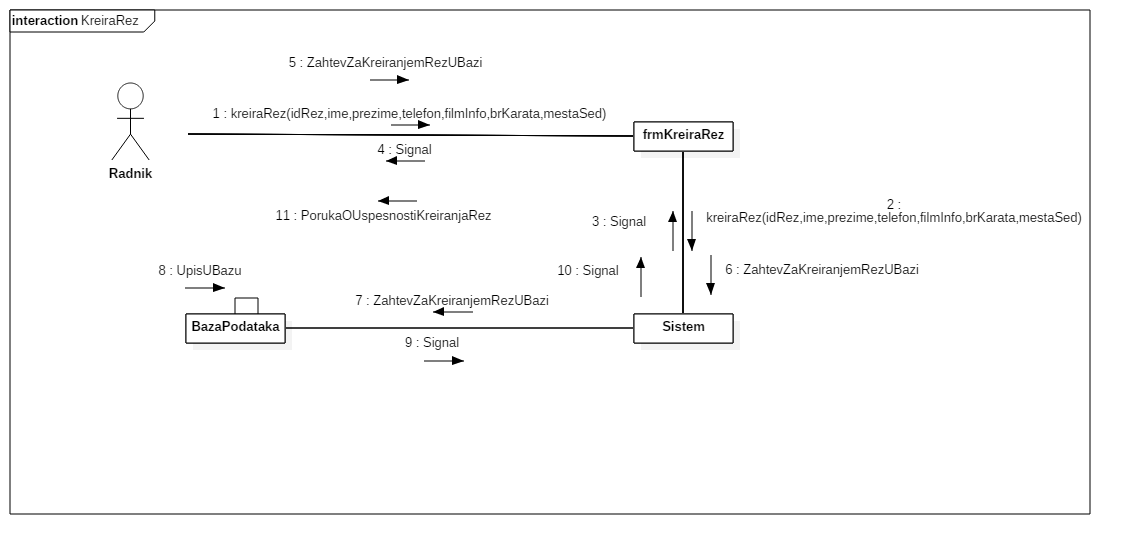 interaction KreiraRez
5 : ZahtevZaKreiranjemRezUBazi
1 : kreiraRez(idRez,ime,prezime,telefon,filmInfo,brKarata,mestaSed)
frmKreiraRez
4 : Signal
Radnik
11 : PorukaOUspesnostiKreiranjaRez
3 : Signal
2 :
kreiraRez(idRez,ime,prezime,telefon,filmInfo,brKarata,mestaSed)
8 : UpisUBazu
10 : Signal
6 : ZahtevZaKreiranjemRezUBazi
7 : ZahtevZaKreiranjemRezUBazi
BazaPodataka
Sistem
9 : Signal